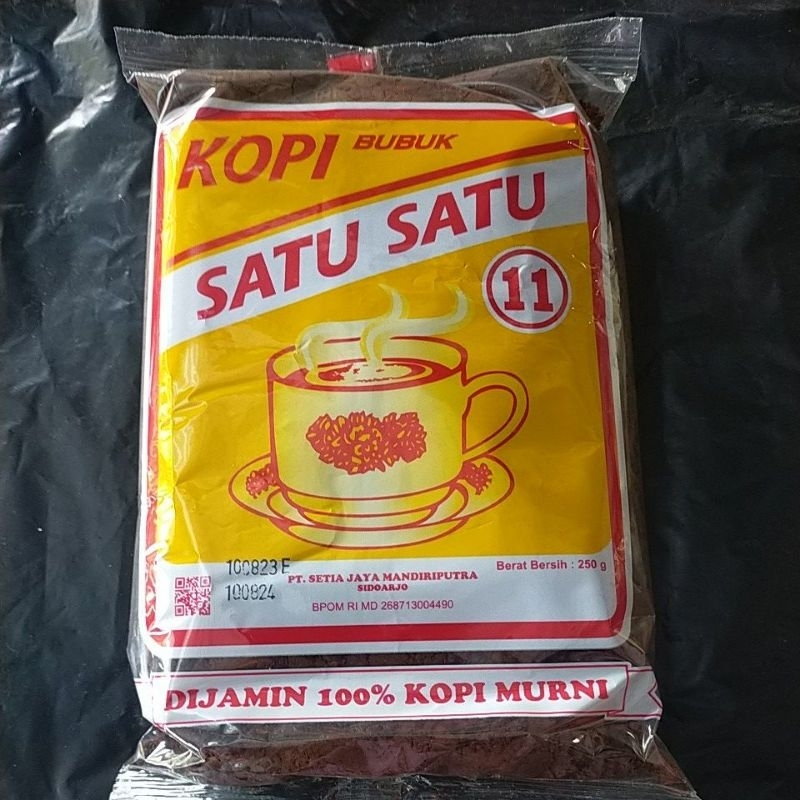 KOPI BUBUK
SATU SATU
11
100823 E
100824
PT. SETIA JAYA MANDIRIPUTRA
SIDOARJO
BPOM RI MD 268713004490
Berat Bersih : 250 g
DIJAMIN 100% KOPI MURNI